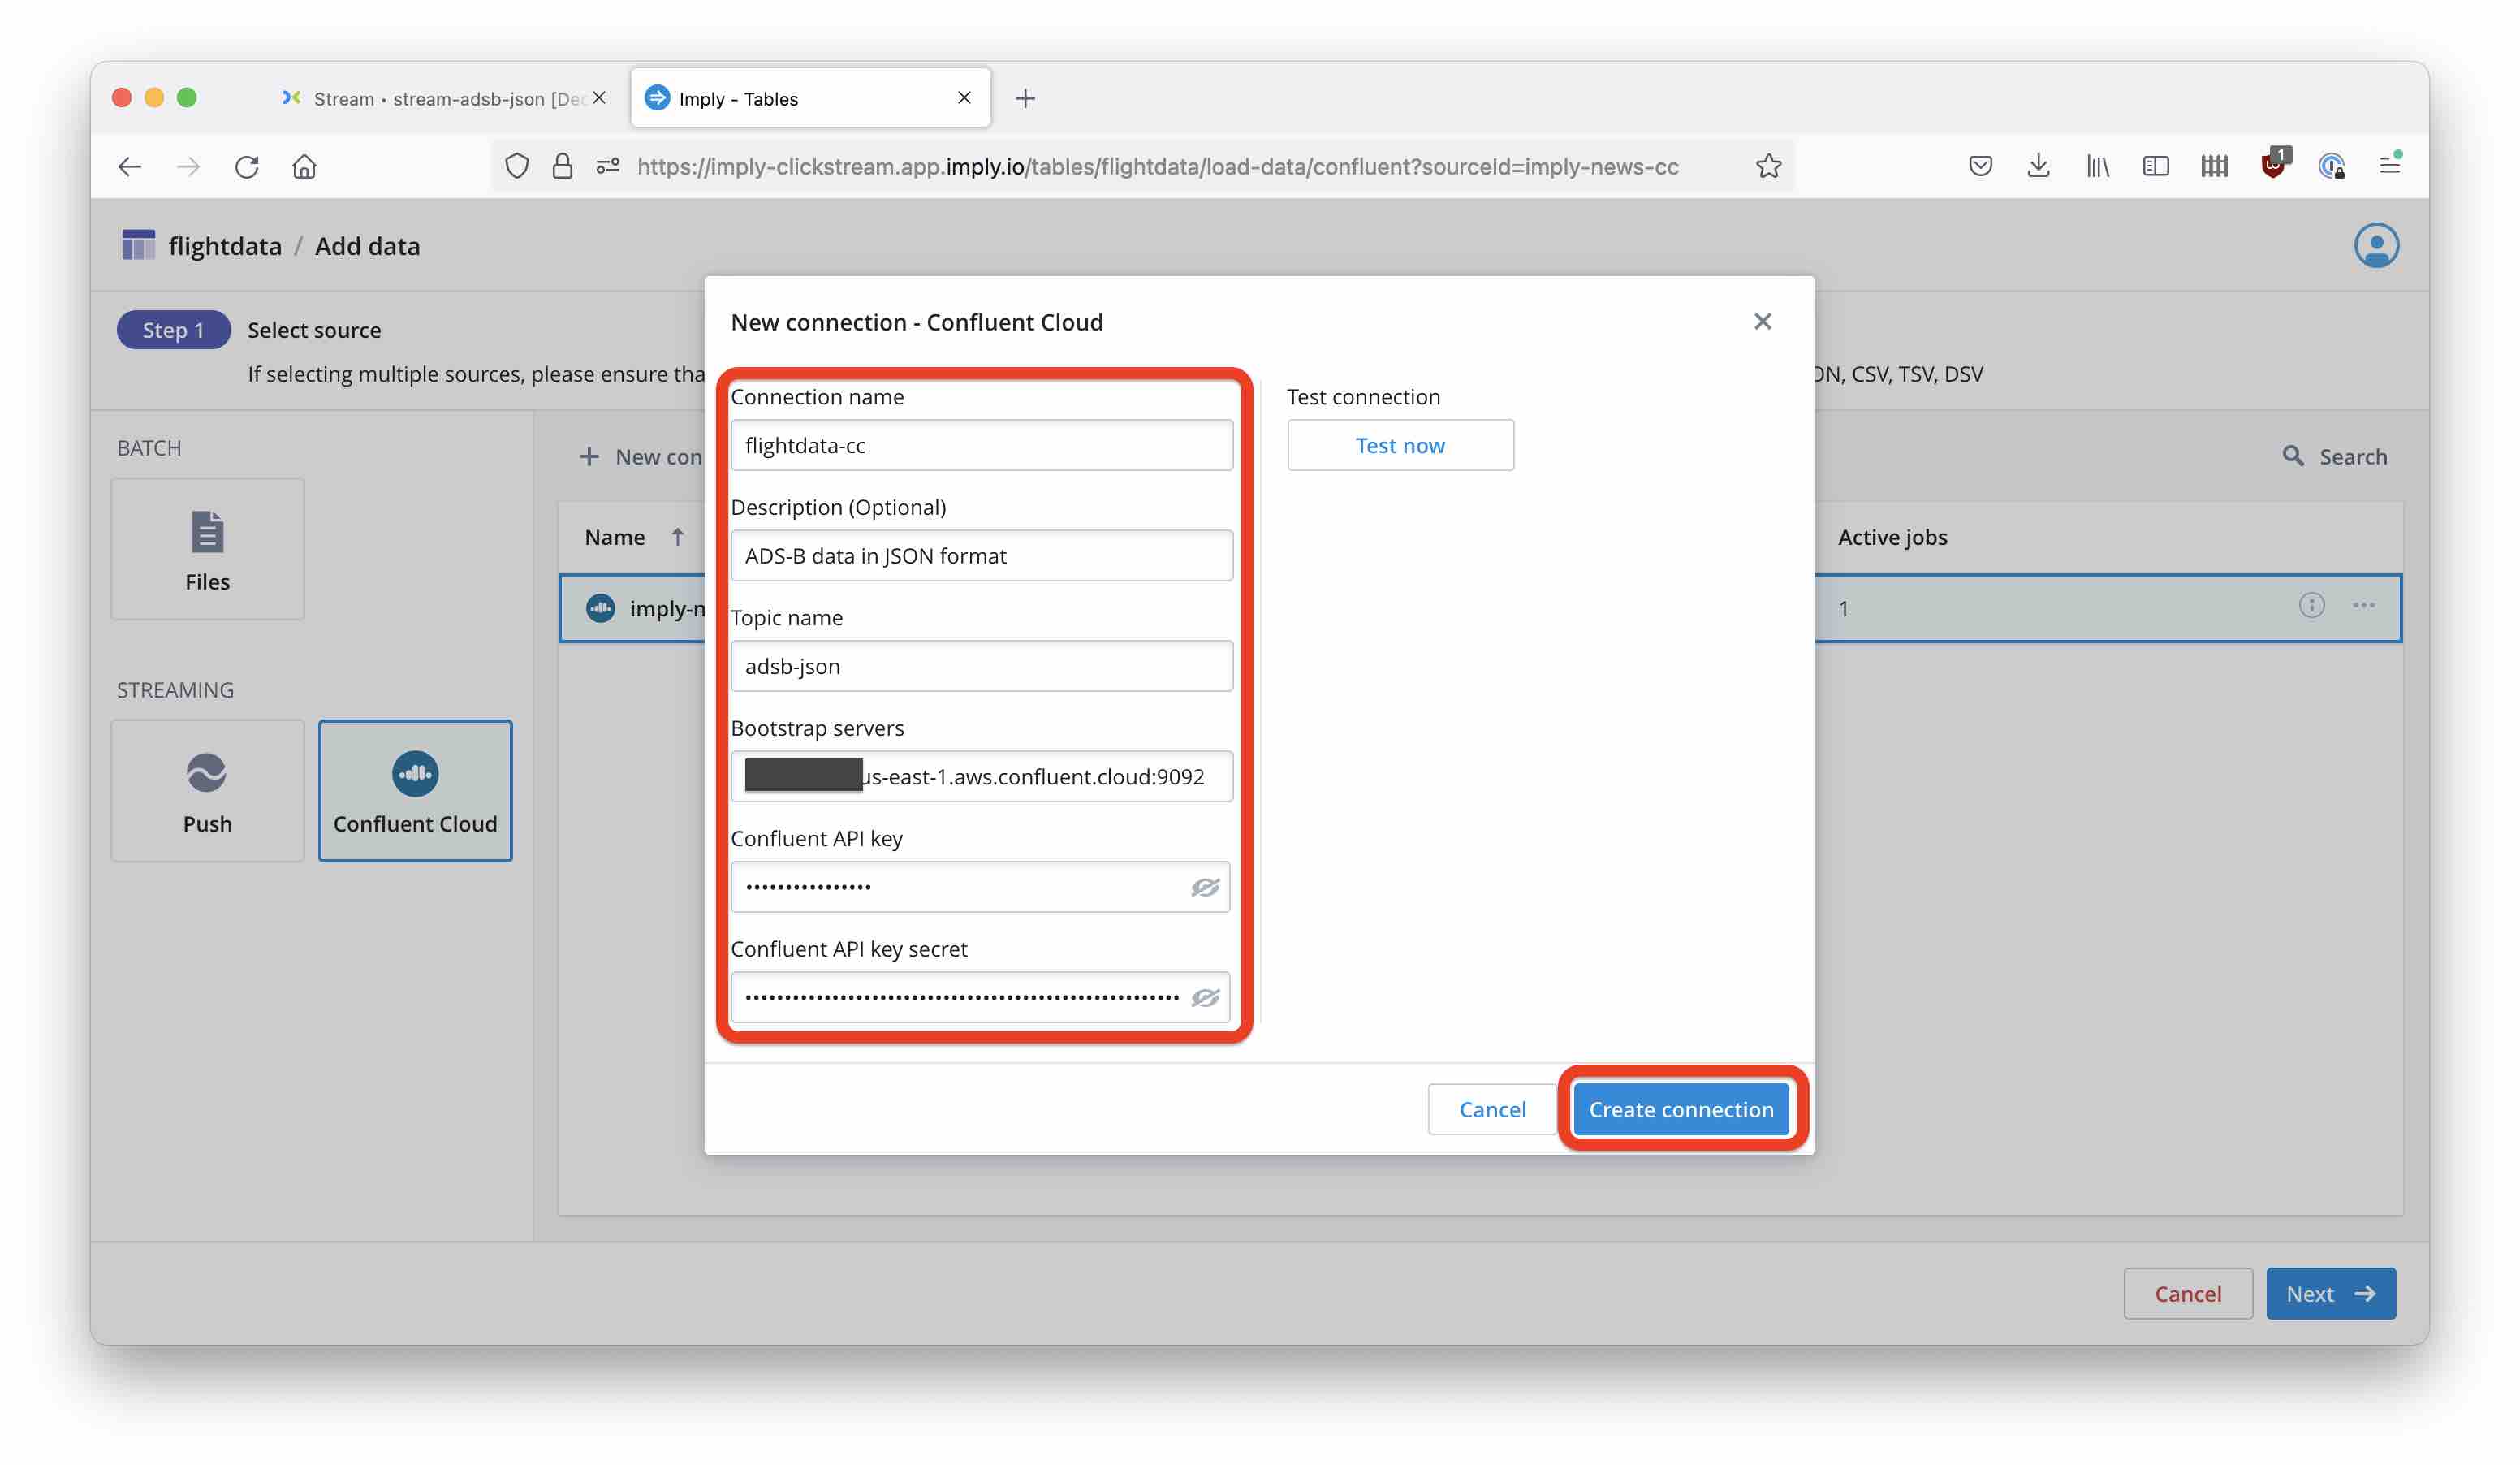 Stream • stream-adsb-json [Dec
Imply - Tables
https://imply-clickstream.app.imply.io/tables/flightdata/load-data/confluent?sourceId=imply-news-cc
1
flightdata / Add data
Step 1 Select source
If selecting multiple sources, please ensure tha
ON, CSV, TSV, DSV
BATCH
Files
STREAMING
Push
Confluent Cloud
+ New con
Search
Name ↑
Active jobs
imply-n
1
New connection - Confluent Cloud
Connection name
flightdata-cc
Description (Optional)
ADS-B data in JSON format
Topic name
adsb-json
Bootstrap servers
us-east-1.aws.confluent.cloud:9092
Confluent API key
Confluent API key secret
Test connection
Test now
Cancel
Create connection
Cancel
Next →